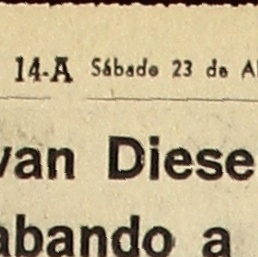 14-A Sábado 23 de A
van Diese
abando a